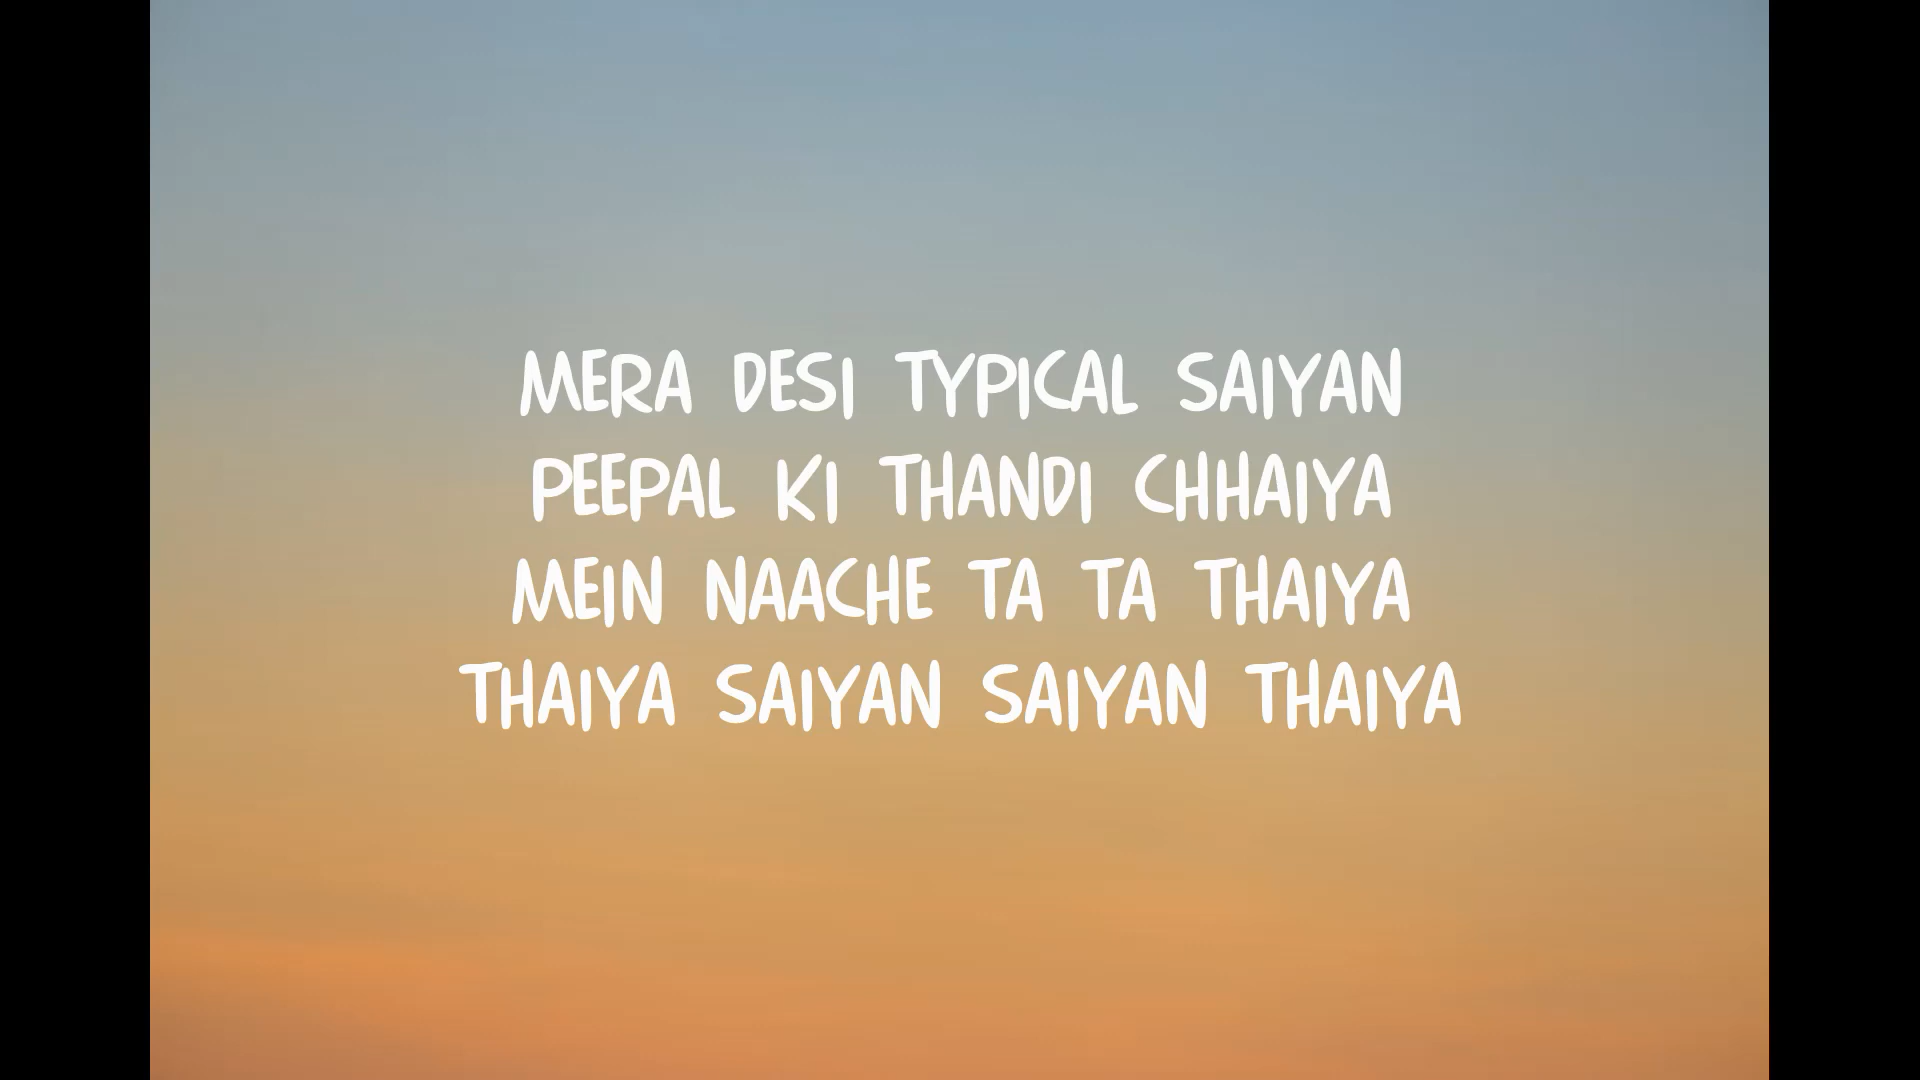 MERA DESI TYPICAL SAIYAN
PEEPAL KI THANDI CHHAIYA
MEIN NAACHE TA TA THAIYA
THAIYA SAIYAN SAIYAN THAIYA